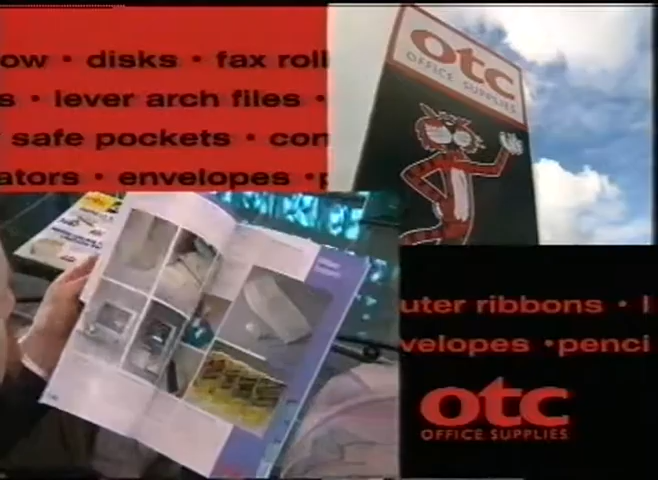 ow • disks • fax roll
s • lever arch files •
safe pockets • con
ators • envelopes • p
otc
OFFICE SUPPLIES
uter ribbons • l
velopes • penci
otc
OFFICE SUPPLIES